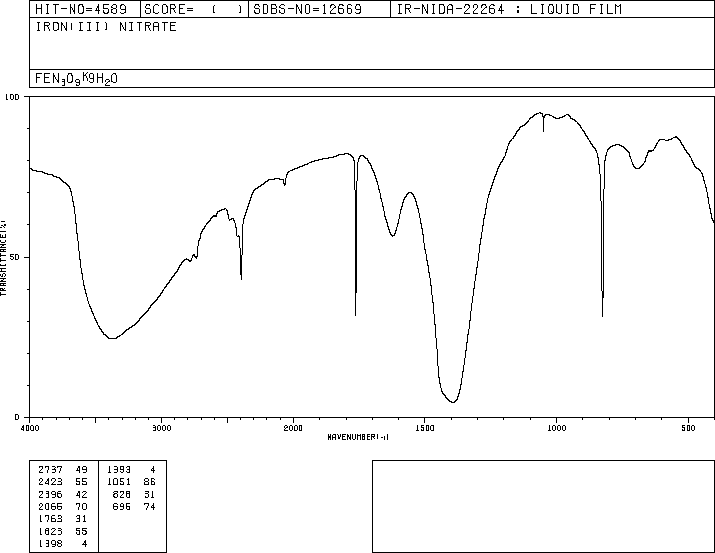 HIT-NO=4589 SCORE= ( ) SDBS-NO=12669 IR-NIDA-22264 : LIQUID FILM
IRON(III) NITRATE
FEN3O9K9H2O
100
50
0
TRANSMITTANCE(%)
4000 3000 2000 1500 1000 500
WAVENUMBER(-1)
2737 49 1393 4
2423 55 1051 86
2396 42 828 31
2066 70 696 74
1763 31
1623 55
1398 4